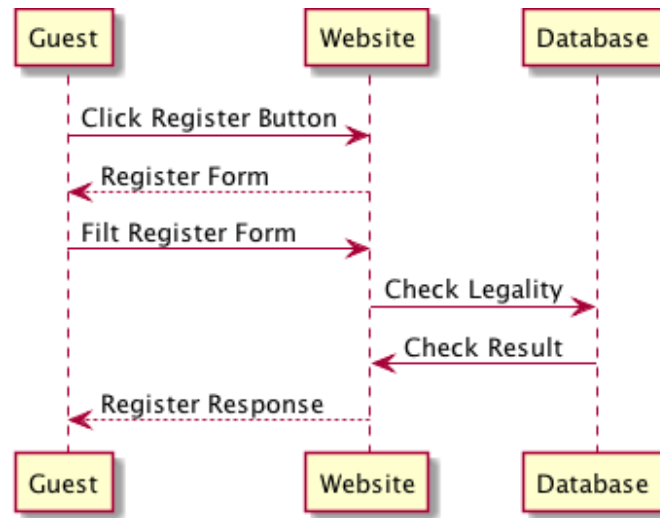 Guest Website Database
Click Register Button
Register Form
Filt Register Form
Check Legality
Check Result
Register Response
Guest Website Database